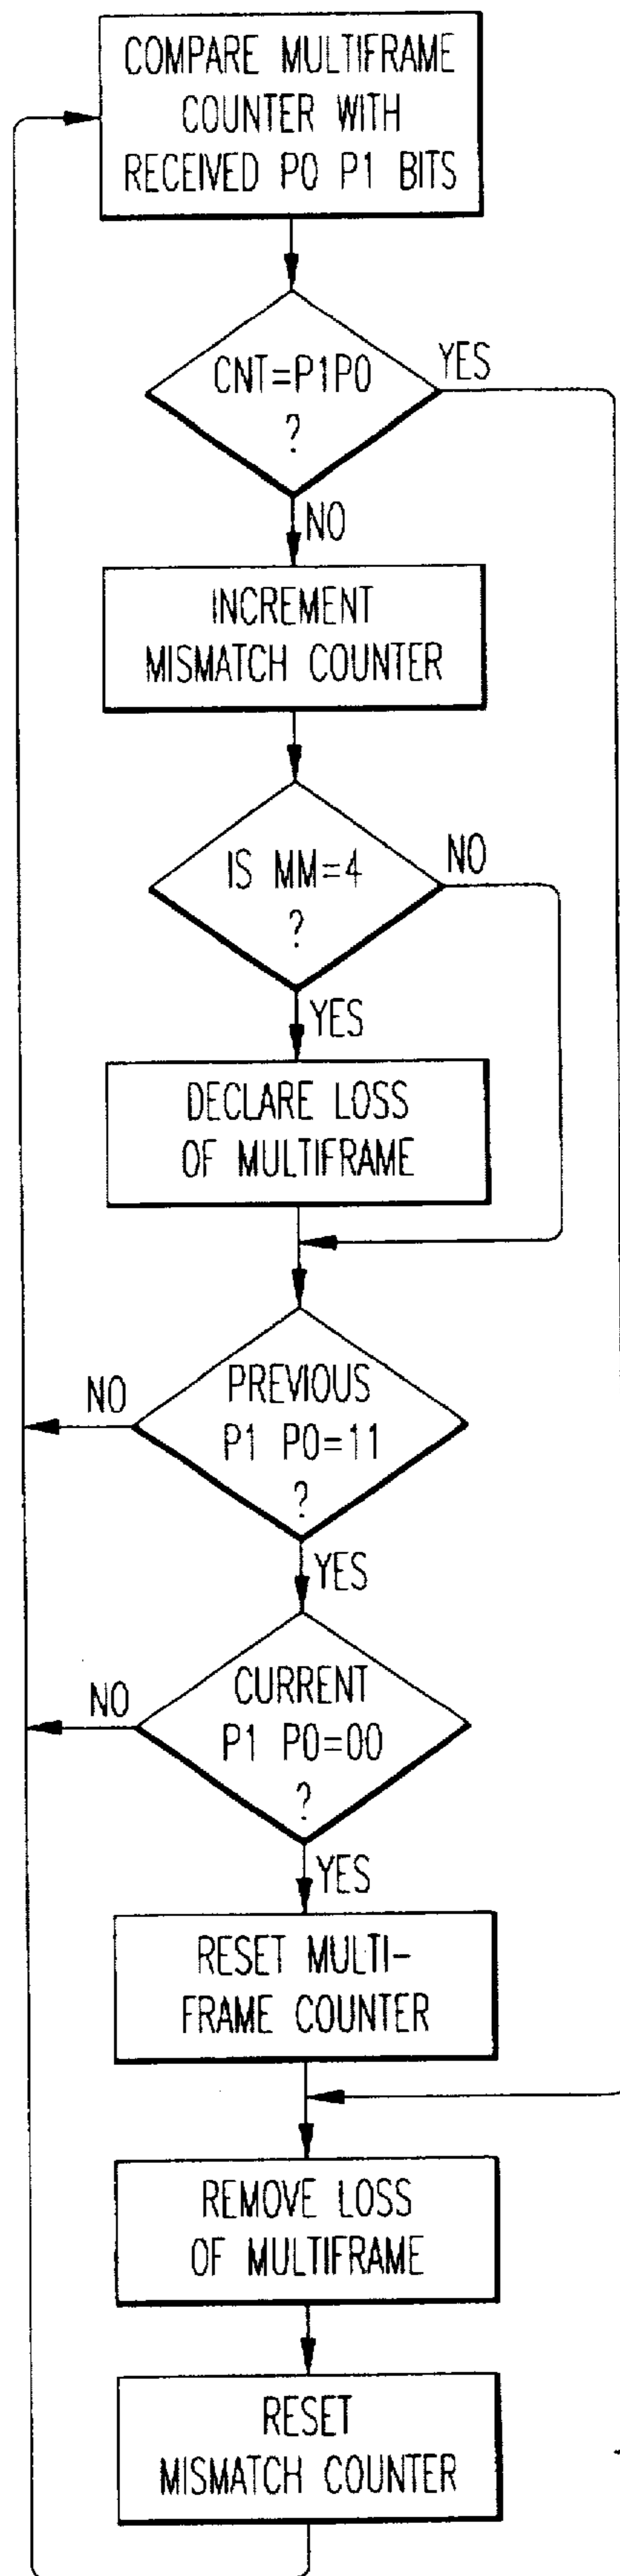 COMPARE MULTIFRAME
COUNTER WITH
RECEIVED P0 P1 BITS
CNT=P1P0
?
YES
NO
INCREMENT
MISMATCH COUNTER
IS MM=4
?
NO
YES
DECLARE LOSS
OF MULTIFRAME
PREVIOUS
P1 P0=11
?
NO
YES
CURRENT
P1 P0=00
?
NO
YES
RESET MULTI-
FRAME COUNTER
REMOVE LOSS
OF MULTIFRAME
RESET
MISMATCH COUNTER